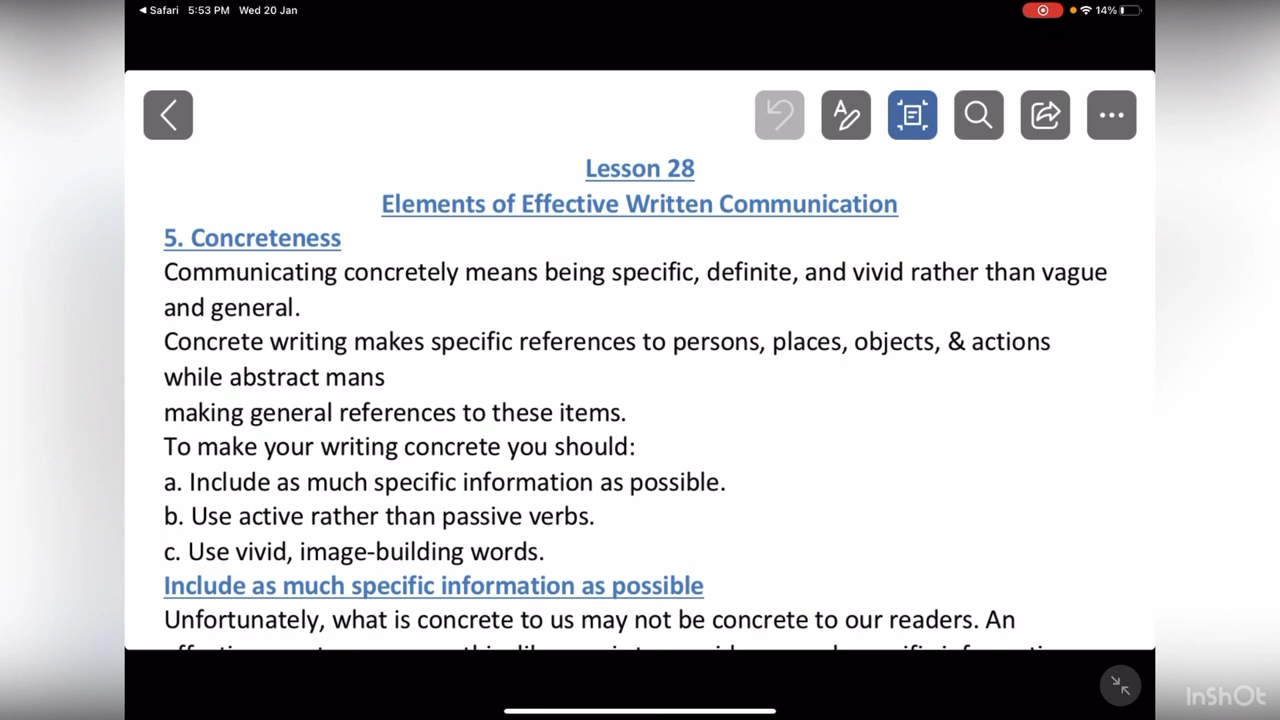 Safari 5:53 PM Wed 20 Jan 14%
Lesson 28
Elements of Effective Written Communication
5. Concreteness
Communicating concretely means being specific, definite, and vivid rather than vague
and general.
Concrete writing makes specific references to persons, places, objects, & actions
while abstract mans
making general references to these items.
To make your writing concrete you should:
a. Include as much specific information as possible.
b. Use active rather than passive verbs.
c. Use vivid, image-building words.
Include as much specific information as possible
Unfortunately, what is concrete to us may not be concrete to our readers. An
InShOt